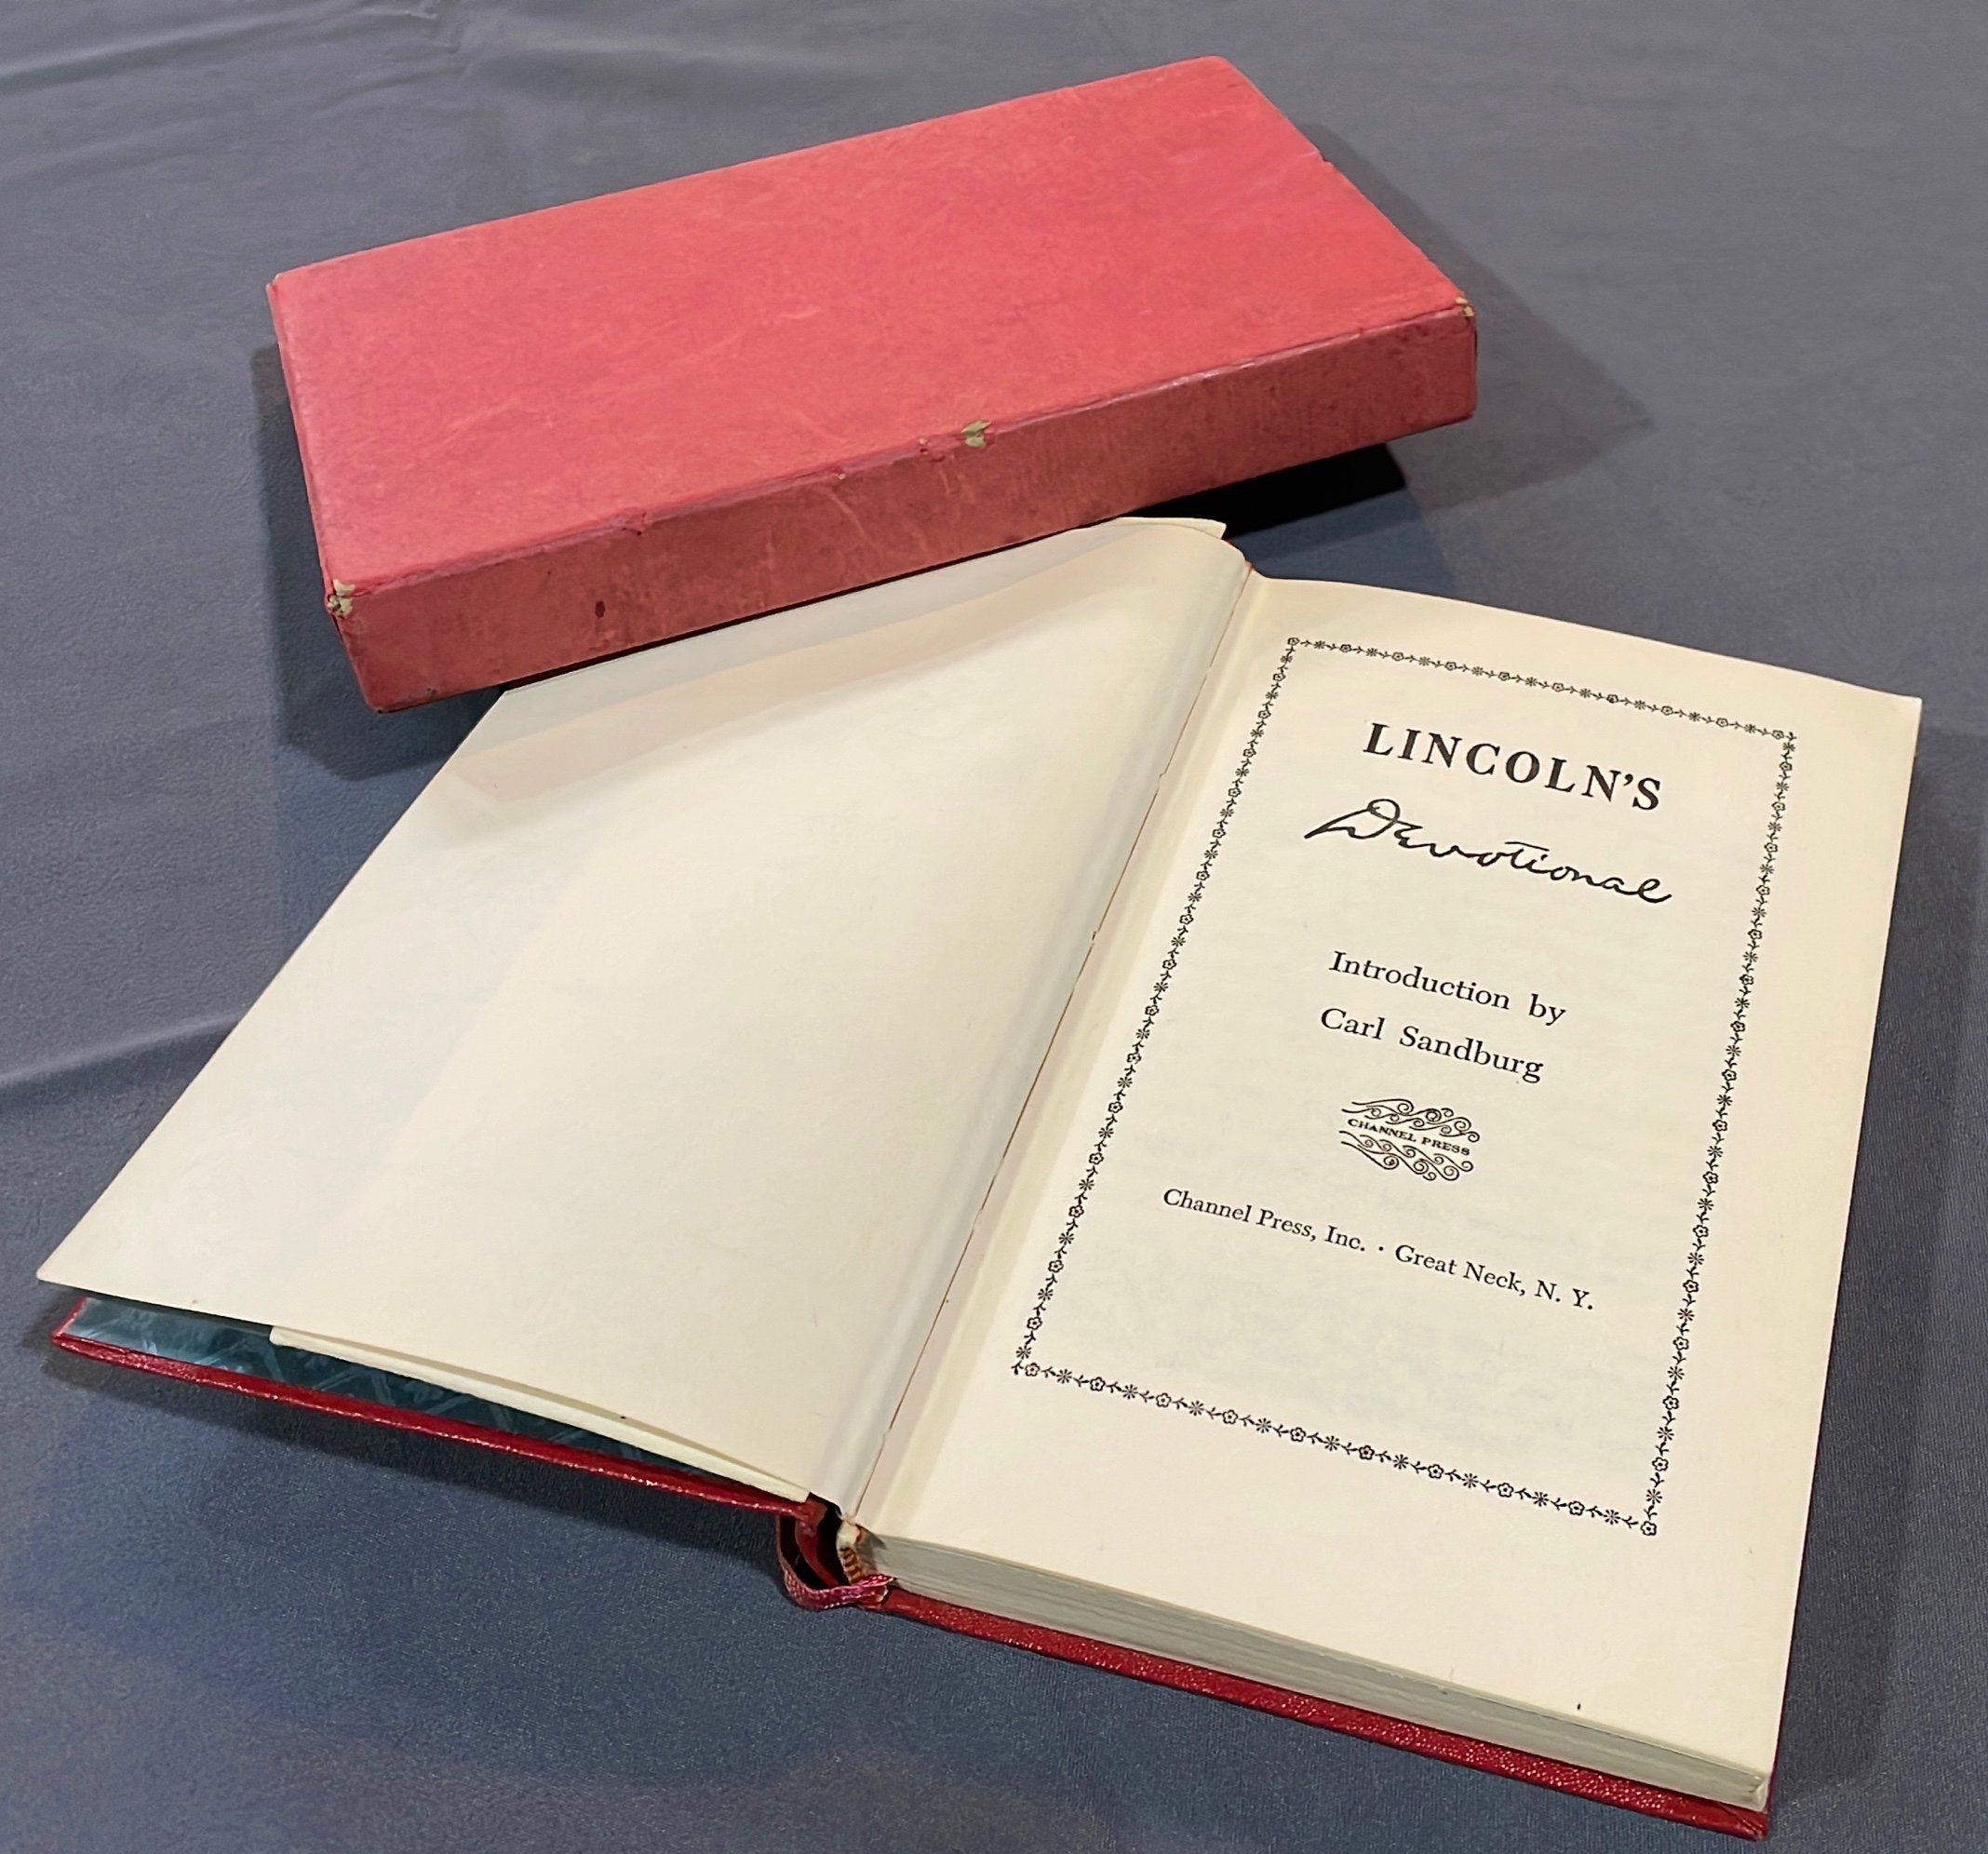 LINCOLN'S
Devotional
Introduction by
Carl Sandburg
CHANNEL PRESS
Channel Press, Inc. · Great Neck, N. Y.